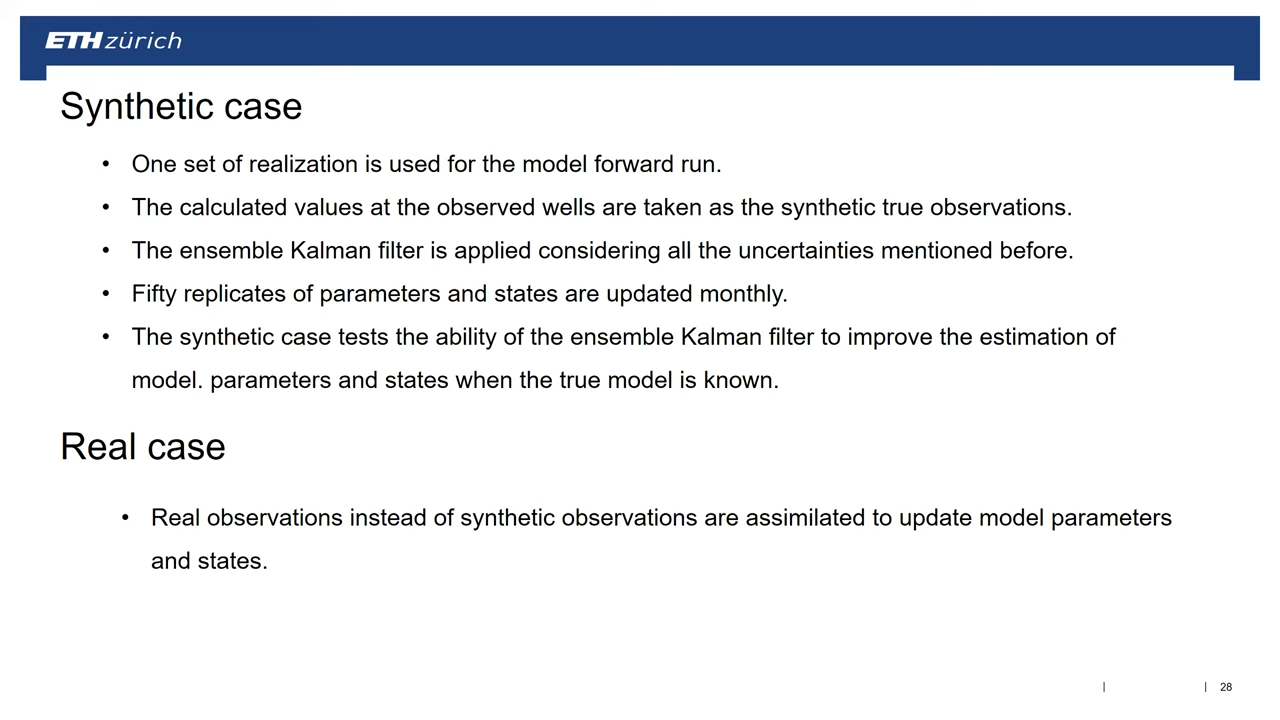 ETH zürich
Synthetic case
• One set of realization is used for the model forward run.
• The calculated values at the observed wells are taken as the synthetic true observations.
• The ensemble Kalman filter is applied considering all the uncertainties mentioned before.
• Fifty replicates of parameters and states are updated monthly.
• The synthetic case tests the ability of the ensemble Kalman filter to improve the estimation of
model. parameters and states when the true model is known.
Real case
• Real observations instead of synthetic observations are assimilated to update model parameters
and states.
| | 28